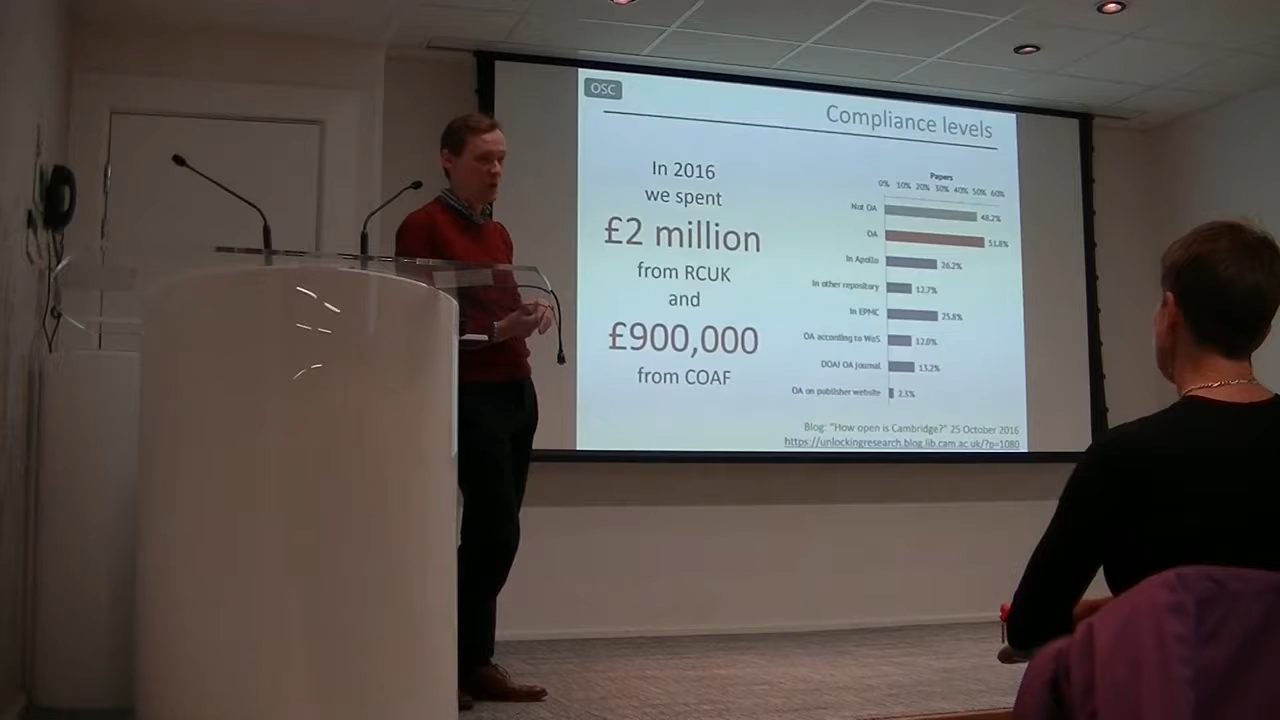 OSC
Compliance levels
In 2016
we spent
£2 million
from RCUK
and
£900,000
from COAF
Papers
0% 10% 20% 30% 40% 50% 60%
Not OA 48.2%
OA 51.8%
In Apollo 26.2%
In other repository 12.7%
In EPMC 25.8%
OA according to WoS 12.0%
DOAJ OA journal 13.2%
OA on publisher website 2.3%
Blog: "How open is Cambridge?" 25 October 2016
https://unlockingresearch.blog.lib.cam.ac.uk/?p=1080